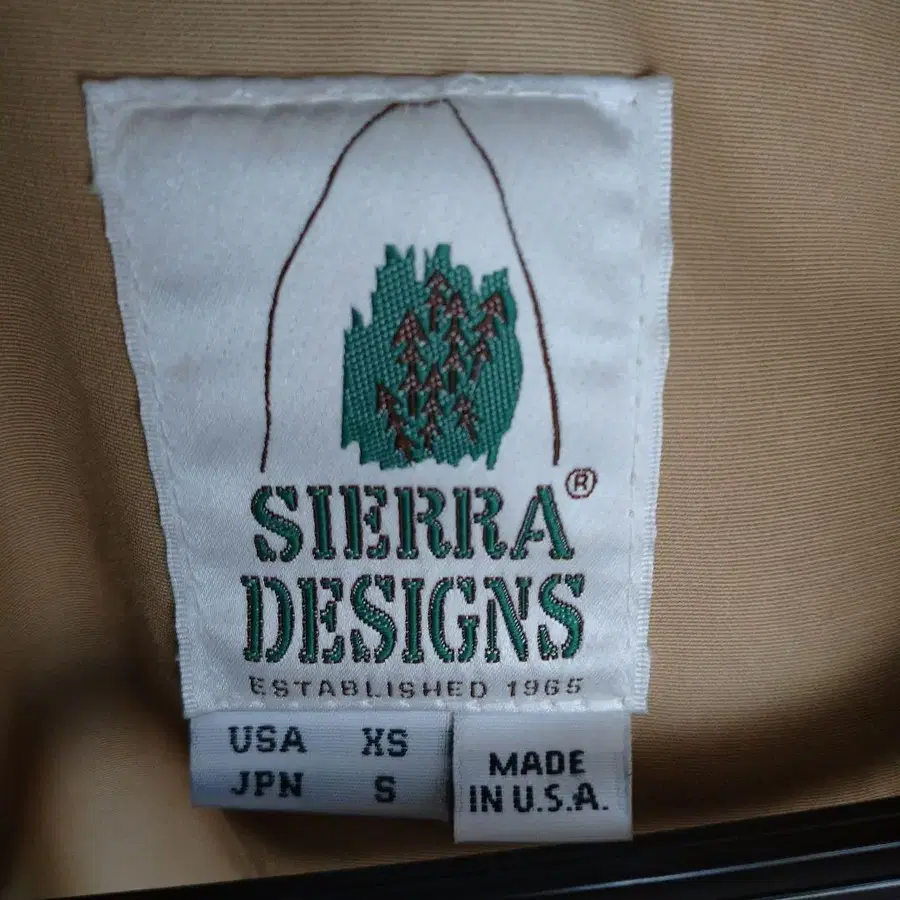 SIERRA®
DESIGNS
ESTABLISHED 1965
USA XS
JPN S
MADE
IN U.S.A.